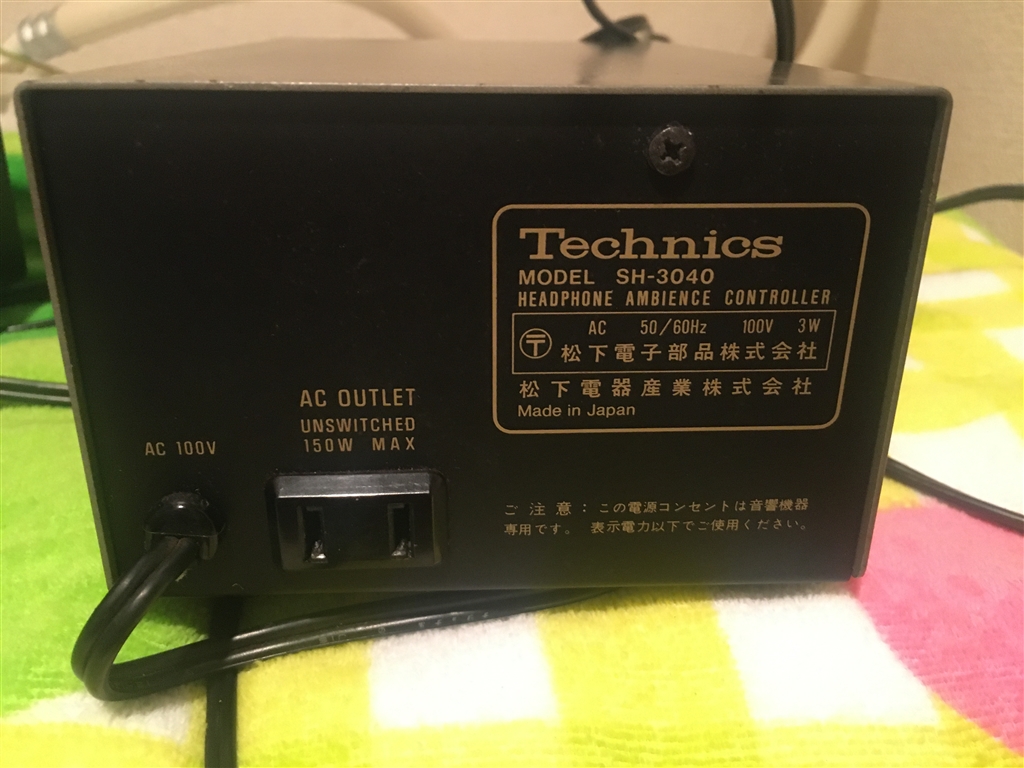 Technics
MODEL SH-3040
HEADPHONE AMBIENCE CONTROLLER
AC 50/60Hz 100V 3W
〒 松下電子部品株式会社
松下電器産業株式会社
Made in Japan
AC OUTLET
UNSWITCHED
150W MAX
AC 100V
ご注意：この電源コンセントは音響機器
専用です。 表示電力以下でご使用ください。